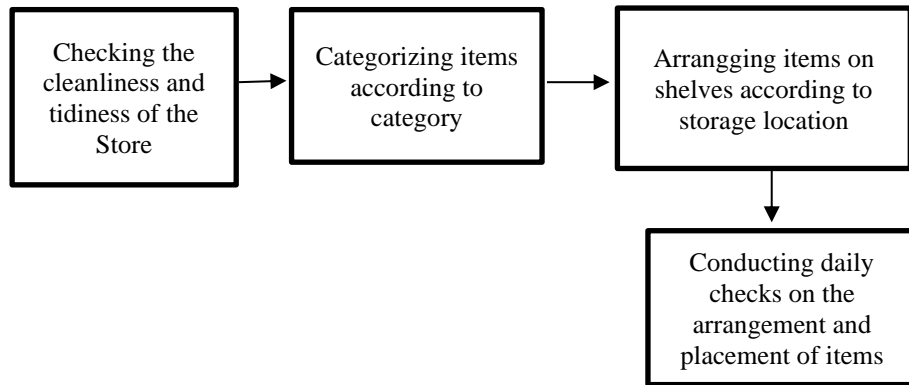 Checking the
cleanliness and
tidiness of the
Store
Categorizing items
according to
category
Arrangging items on
shelves according to
storage location
Conducting daily
checks on the
arrangement and
placement of items